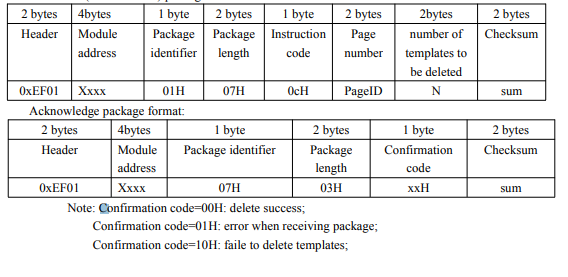 2 bytes 4bytes 1 byte 2 bytes 1 byte 2 bytes 2bytes 2 bytes
Header Module Package Package Instruction Page number of Checksum
address identifier length code number templates to
be deleted
0xEF01 Xxxx 01H 07H 0cH PageID N sum
Acknowledge package format:
2 bytes 4bytes 1 byte 2 bytes 1 byte 2 bytes
Header Module Package identifier Package Confirmation Checksum
address length code
0xEF01 Xxxx 07H 03H xxH sum
Note: Confirmation code=00H: delete success;
Confirmation code=01H: error when receiving package;
Confirmation code=10H: faile to delete templates;